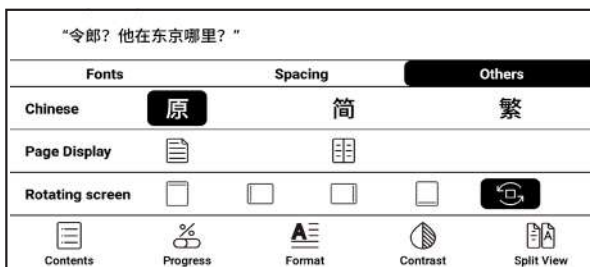 “令郎？他在东京哪里？”
Fonts Spacing Others
Chinese 原 简 繁
Page Display
Rotating screen
Contents Progress Format Contrast Split View